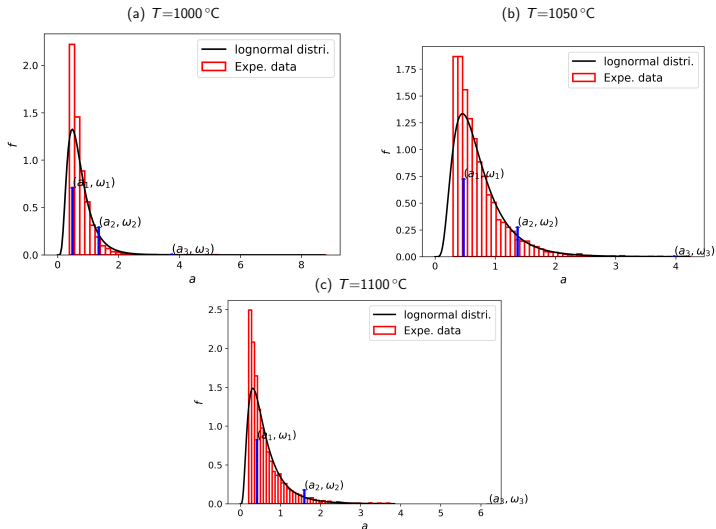 (a) T=1000 °C
2.0
1.5
1.0
0.5
0.0
f
lognormal distri.
Expe. data
(a₁, ω₁)
(a₂, ω₂)
(a₃, ω₃)
0 2 4 6 8
a
(b) T=1050 °C
1.75
1.50
1.25
1.00
0.75
0.50
0.25
0.00
f
lognormal distri.
Expe. data
(a₁, ω₁)
(a₂, ω₂)
(a₃, ω₃)
0 1 2 3 4
a
(c) T=1100 °C
2.5
2.0
1.5
1.0
0.5
0.0
f
lognormal distri.
Expe. data
(a₁, ω₁)
(a₂, ω₂)
(a₃, ω₃)
0 1 2 3 4 5 6
a